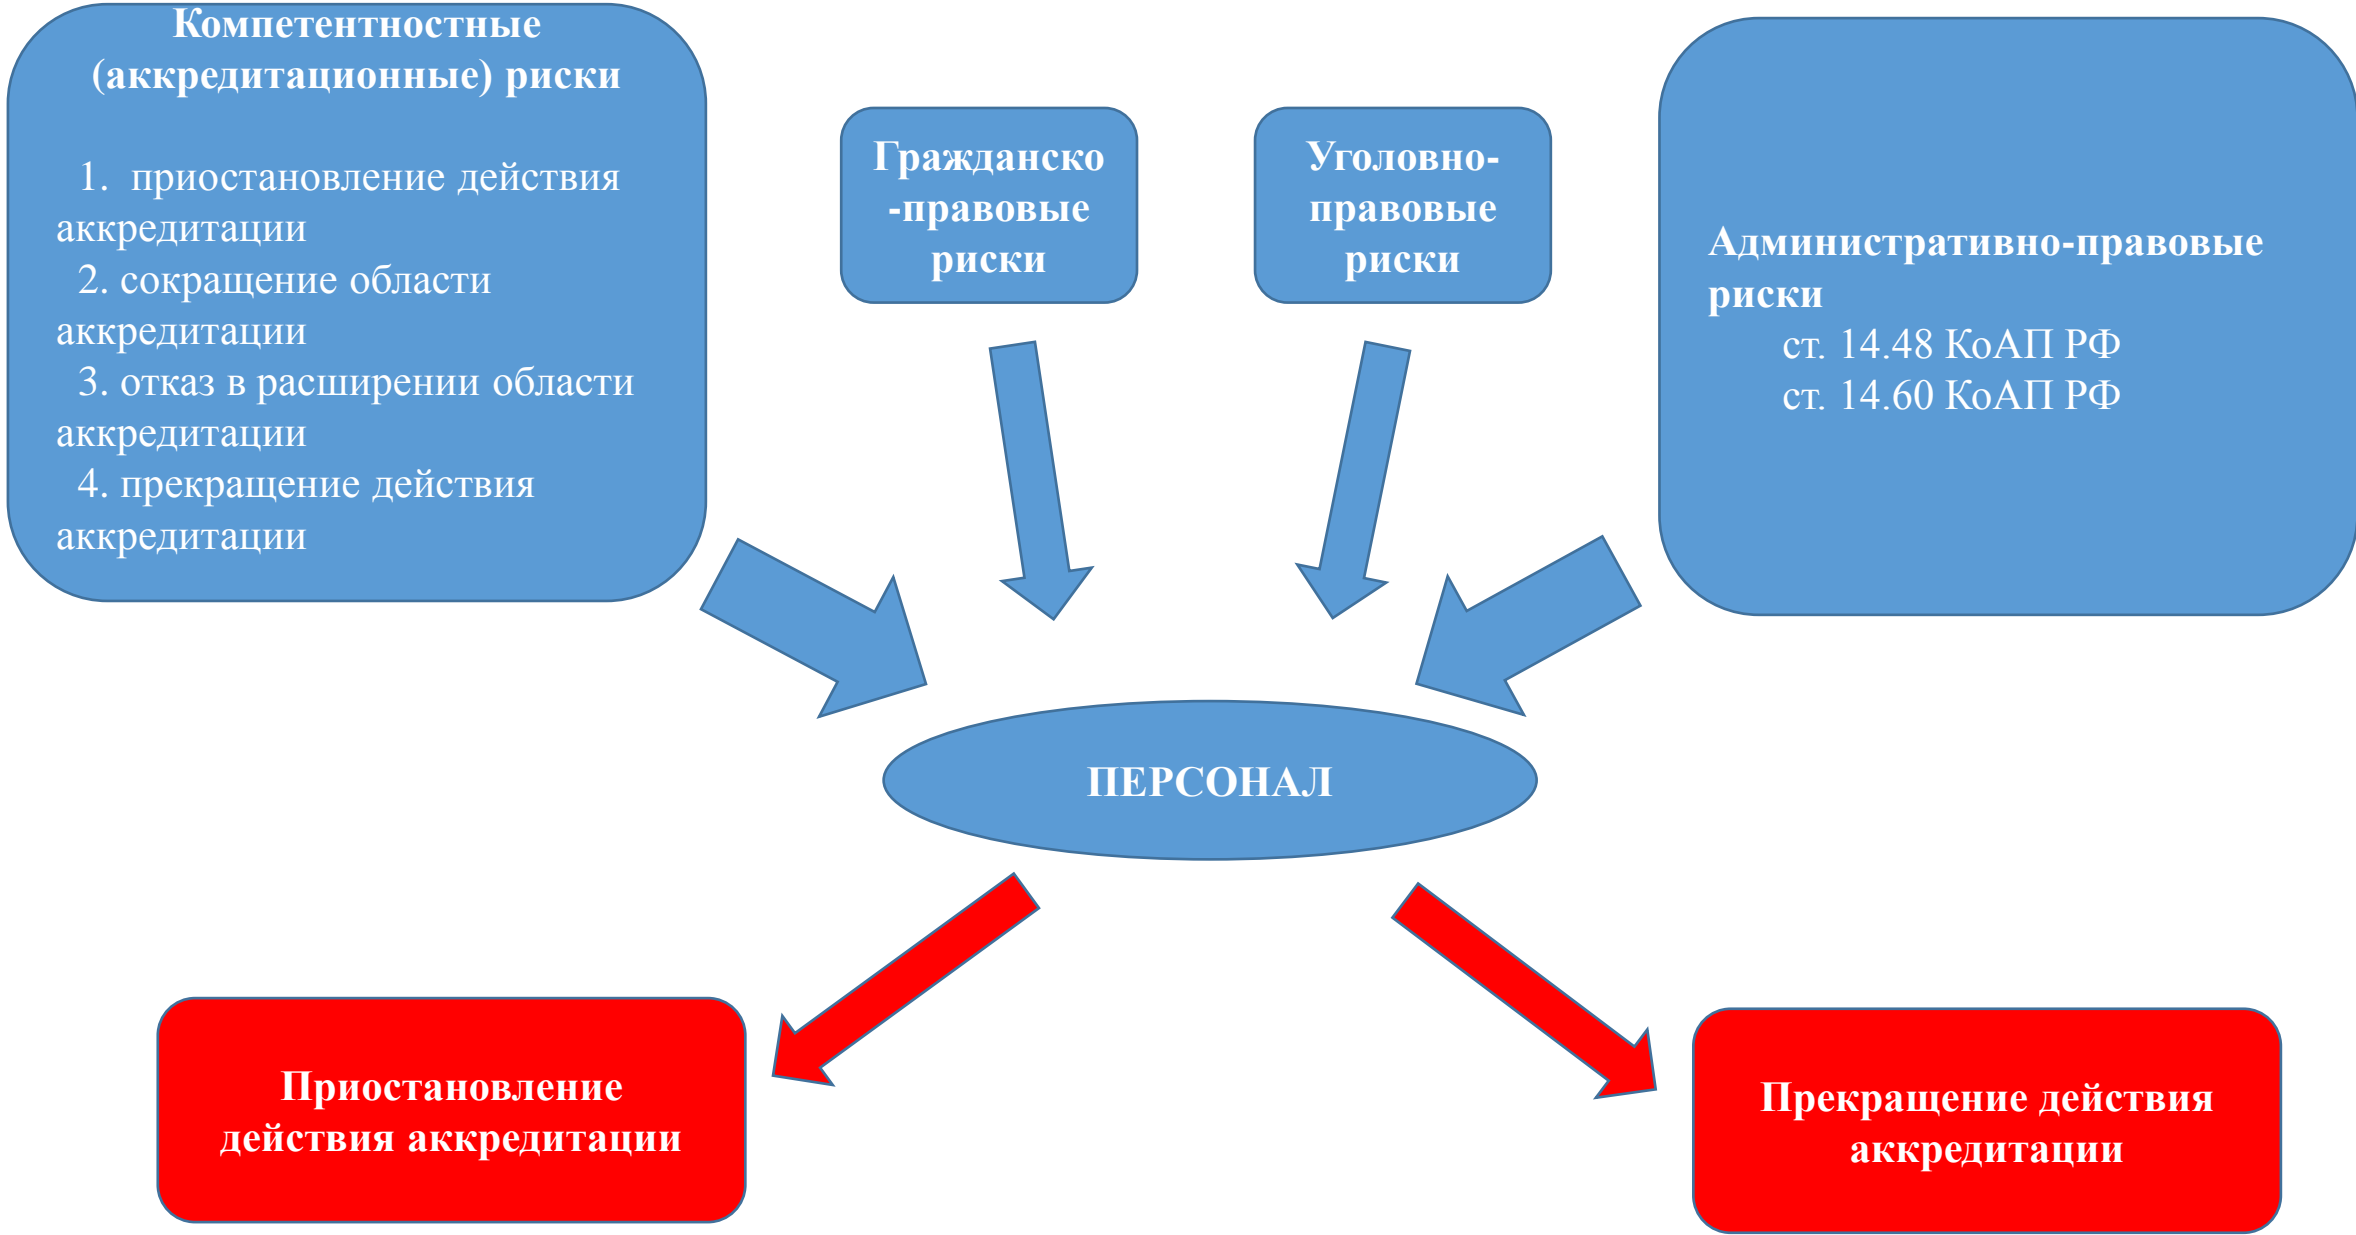 Компетентностные
(аккредитационные) риски
1. приостановление действия
аккредитации
2. сокращение области
аккредитации
3. отказ в расширении области
аккредитации
4. прекращение действия
аккредитации
Гражданско
-правовые
риски
Уголовно-
правовые
риски
Административно-правовые
риски
ст. 14.48 КоАП РФ
ст. 14.60 КоАП РФ
ПЕРСОНАЛ
Приостановление
действия аккредитации
Прекращение действия
аккредитации